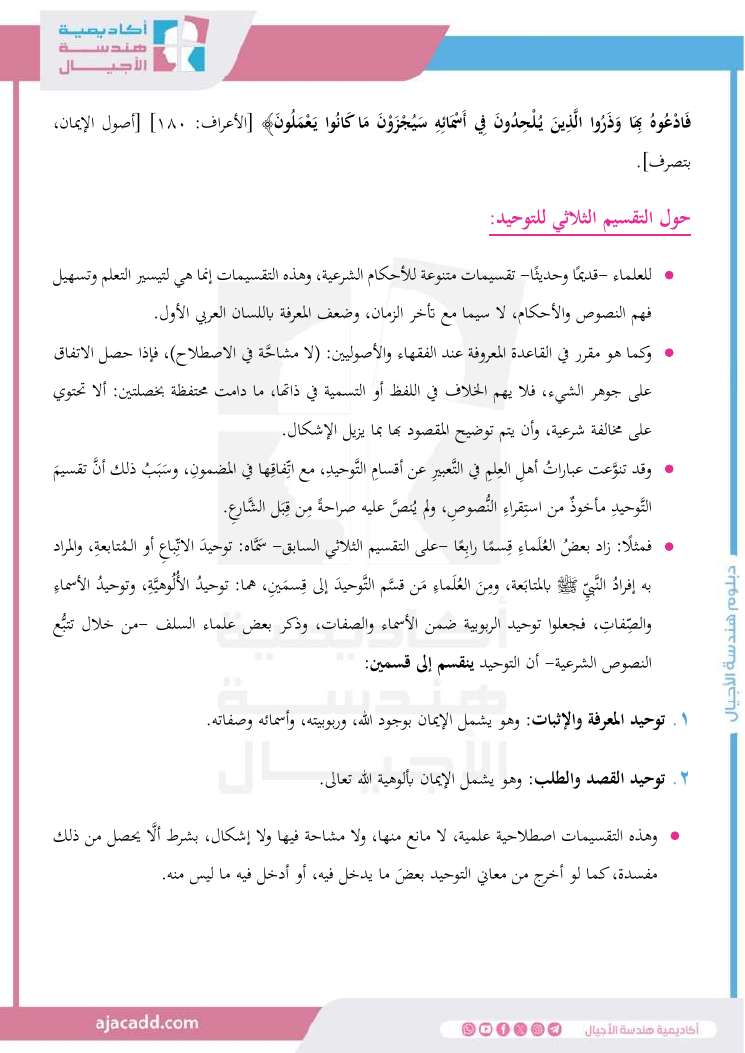 أكاديمية
هندسة
الأجيال
فَادْعُوهُ بِهَا وَذَرُوا الَّذِينَ يُلْحِدُونَ فِي أَسْمَائِهِ سَيُجْزَوْنَ مَا كَانُوا يَعْمَلُونَ﴾ [الأعراف: ١٨٠] [أصول الإيمان،
بتصرف].
حول التقسيم الثلاثي للتوحيد:
• للعلماء –قديمًا وحديثًا– تقسيمات متنوعة للأحكام الشرعية، وهذه التقسيمات إنما هي لتيسير التعلم وتسهيل
فهم النصوص والأحكام، لا سيما مع تأخر الزمان، وضعف المعرفة باللسان العربي الأول.
• وكما هو مقرر في القاعدة المعروفة عند الفقهاء والأصوليين: (لا مشاحَّة في الاصطلاح)، فإذا حصل الاتفاق
على جوهر الشيء، فلا يهم الخلاف في اللفظ أو التسمية في ذاتها، ما دامت محتفظة بخصلتين: ألا تحتوي
على مخالفة شرعية، وأن يتم توضيح المقصود بها بما يزيل الإشكال.
• وقد تنوَّعت عباراتُ أهلِ العِلمِ في التَّعبيرِ عن أقسامِ التَّوحيدِ، مع اتِّفاقِها في المضمونِ، وسَبَبُ ذلك أنَّ تقسيمَ
التَّوحيدِ مأخوذٌ من استِقراءِ النُّصوصِ، ولم يُنصَّ عليه صراحةً مِن قِبَل الشَّارعِ.
• فمثلًا: زاد بعضُ العُلَماءِ قِسمًا رابِعًا –على التقسيم الثلاثي السابق– سَمَّاه: توحيدَ الاتِّباعِ أو المُتابعةِ، والمراد
به إفرادُ النَّبيِّ ﷺ بالمتابَعة، ومِنَ العُلَماءِ مَن قسَّم التَّوحيدَ إلى قِسمَينِ، هما: توحيدُ الأُلُوهيَّةِ، وتوحيدُ الأسماءِ
والصِّفاتِ، فجعلوا توحيد الربوبية ضمن الأسماء والصفات، وذكر بعض علماء السلف –من خلال تتبُّع
النصوص الشرعية– أن التوحيد ينقسم إلى قسمين:
١. توحيد المعرفة والإثبات: وهو يشمل الإيمان بوجود الله، وربوبيته، وأسمائه وصفاته.
٢. توحيد القصد والطلب: وهو يشمل الإيمان بألوهية الله تعالى.
• وهذه التقسيمات اصطلاحية علمية، لا مانع منها، ولا مشاحة فيها ولا إشكال، بشرط ألَّا يحصل من ذلك
مفسدة، كما لو أخرج من معاني التوحيد بعضَ ما يدخل فيه، أو أدخل فيه ما ليس منه.
أكاديمية
هندسة
الأجيال
دبلوم هندسة الأجيال
ajacadd.com
أكاديمية هندسة الأجيال